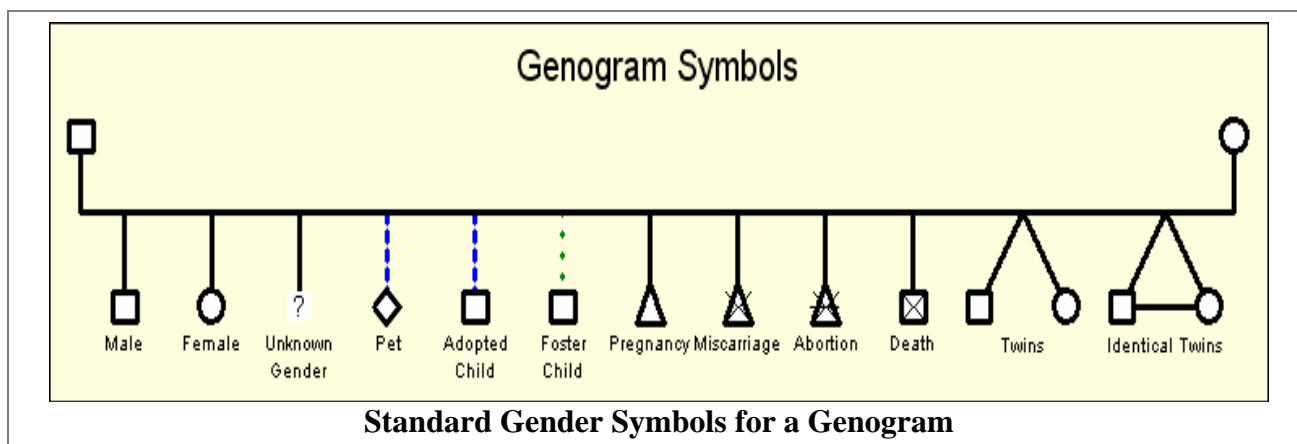 Genogram Symbols
?
Male Female Unknown Gender Pet Adopted Child Foster Child Pregnancy Miscarriage Abortion Death Twins Identical Twins
Standard Gender Symbols for a Genogram